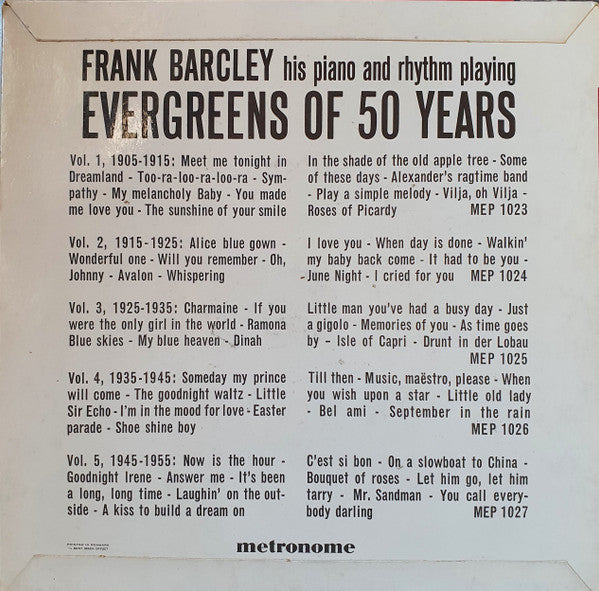 FRANK BARCLEY his piano and rhythm playing
EVERGREENS OF 50 YEARS
Vol. 1, 1905-1915: Meet me tonight in
Dreamland - Too-ra-loo-ra-loo-ra - Sym-
pathy - My melancholy Baby - You made
me love you - The sunshine of your smile
In the shade of the old apple tree - Some
of these days - Alexander's ragtime band
- Play a simple melody - Vilja, oh Vilja -
Roses of Picardy MEP 1023
Vol. 2, 1915-1925: Alice blue gown -
Wonderful one - Will you remember - Oh,
Johnny - Avalon - Whispering
I love you - When day is done - Walkin'
my baby back come - It had to be you -
June Night - I cried for you MEP 1024
Vol. 3, 1925-1935: Charmaine - If you
were the only girl in the world - Ramona
Blue skies - My blue heaven - Dinah
Little man you've had a busy day - Just
a gigolo - Memories of you - As time goes
by - Isle of Capri - Drunt in der Lobau
MEP 1025
Vol. 4, 1935-1945: Someday my prince
will come - The goodnight waltz - Little
Sir Echo - I'm in the mood for love - Easter
parade - Shoe shine boy
Till then - Music, maëstro, please - When
you wish upon a star - Little old lady
- Bel ami - September in the rain
MEP 1026
Vol. 5, 1945-1955: Now is the hour -
Goodnight Irene - Answer me - It's been
a long, long time - Laughin' on the out-
side - A kiss to build a dream on
C'est si bon - On a slowboat to China -
Bouquet of roses - Let him go, let him
tarry - Mr. Sandman - You call every-
body darling MEP 1027
PRINTED IN DENMARK
metronome